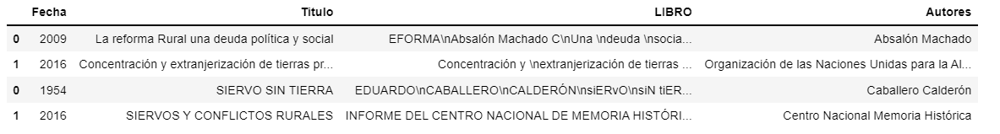 Fecha Titulo LIBRO Autores
0 2009 La reforma Rural una deuda política y social EFORMA\nAbsalón Machado C\nUna \ndeuda \nsocia... Absalón Machado
1 2016 Concentración y extranjerización de tierras pr... Concentración y \nextranjerización de tierras ... Organización de las Naciones Unidas para la Al...
0 1954 SIERVO SIN TIERRA EDUARDO\nCABALLERO\nCALDERÓN\nsiERvO\nsiN tiER... Caballero Calderón
1 2016 SIERVOS Y CONFLICTOS RURALES INFORME DEL CENTRO NACIONAL DE MEMORIA HISTÓRI... Centro Nacional Memoria Histórica